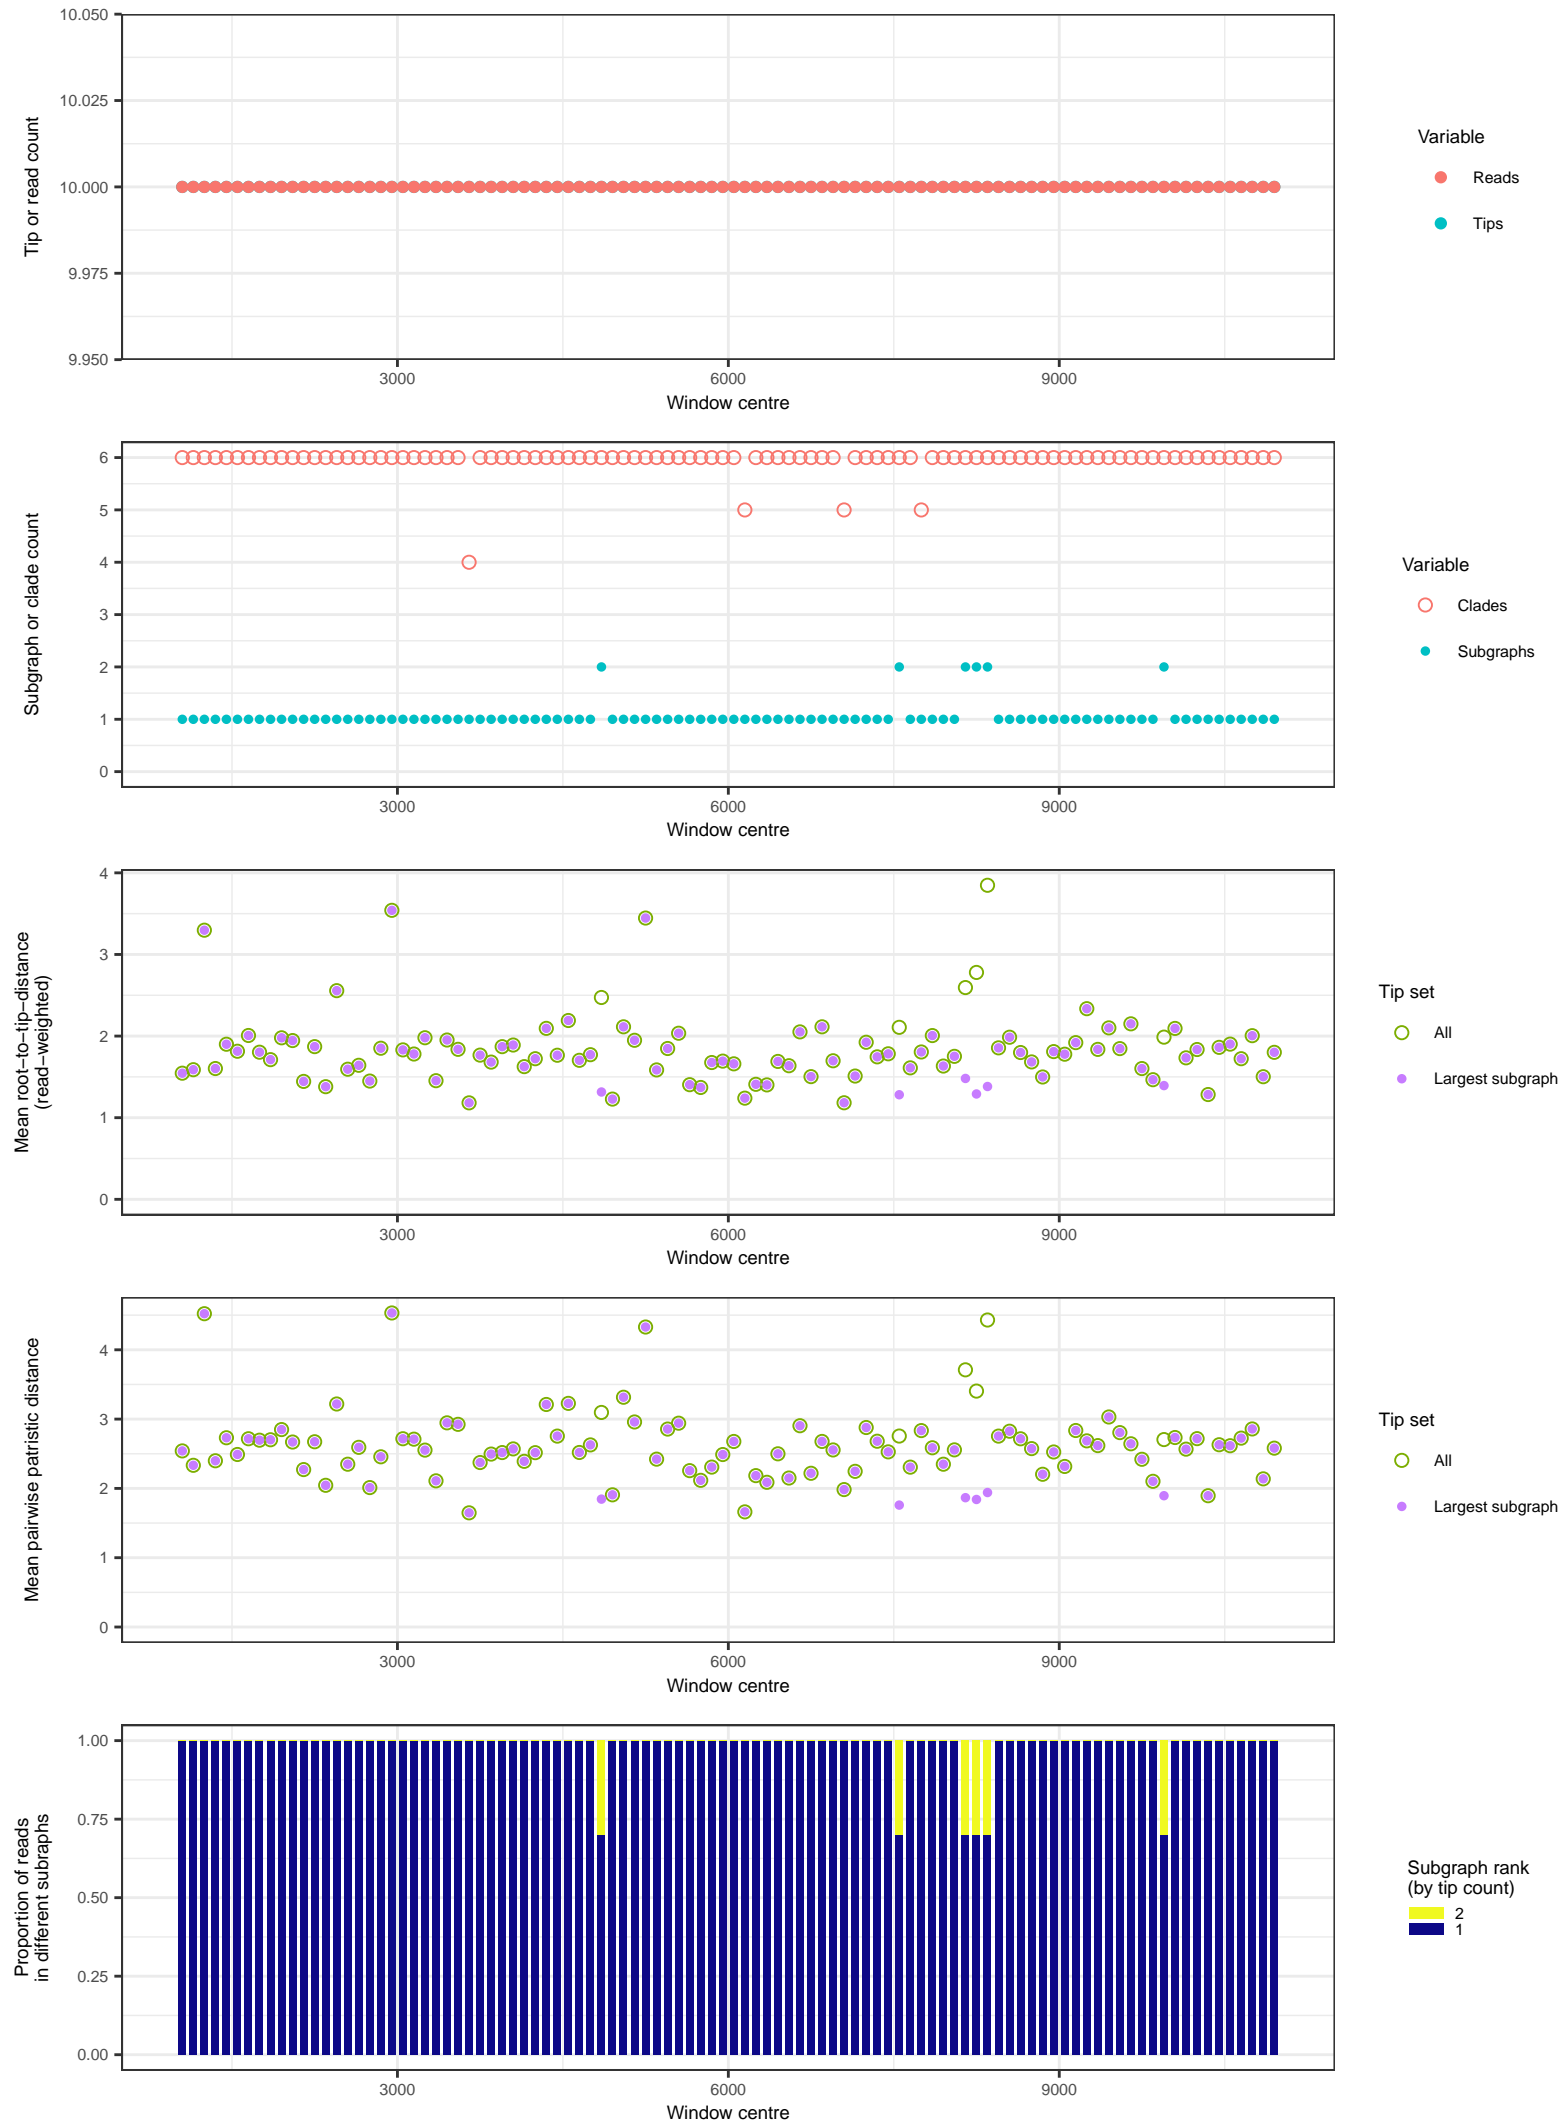 10.050
10.025
10.000
9.975
9.950
Tip or read count
3000 6000 9000
Window centre
Variable
Reads
Tips
6
5
4
3
2
1
0
Subgraph or clade count
3000 6000 9000
Window centre
Variable
Clades
Subgraphs
4
3
2
1
0
Mean root−to−tip−distance
(read−weighted)
3000 6000 9000
Window centre
Tip set
All
Largest subgraph
4
3
2
1
0
Mean pairwise patristic distance
3000 6000 9000
Window centre
Tip set
All
Largest subgraph
1.00
0.75
0.50
0.25
0.00
Proportion of reads
in different subraphs
3000 6000 9000
Window centre
Subgraph rank
(by tip count)
2
1